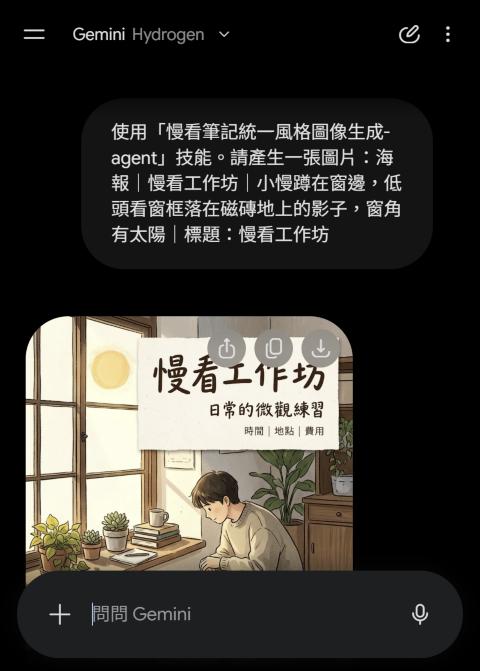 Gemini Hydrogen
使用「慢看筆記統一風格圖像生成-
agent」技能。請產生一張圖片：海
報｜慢看工作坊｜小慢蹲在窗邊，低
頭看窗框落在磁磚地上的影子，窗角
有太陽｜標題：慢看工作坊
慢看工作坊
日常的微觀練習
時間｜地點｜費用
問問 Gemini